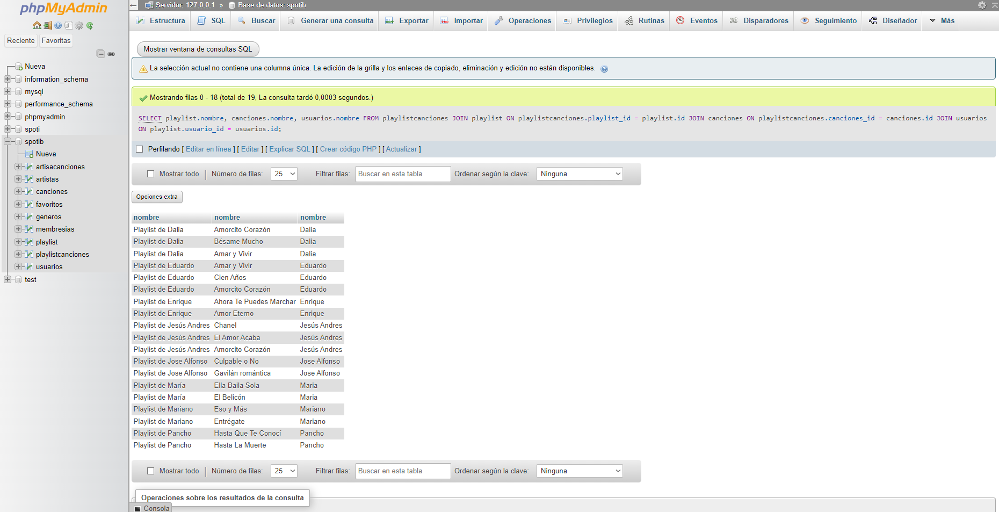 phpMyAdmin
Reciente Favoritas
Nueva
information_schema
mysql
performance_schema
phpmyadmin
spoti
spotib
Nueva
artisacanciones
artistas
canciones
favoritos
generos
membresias
playlist
playlistcanciones
usuarios
test
Servidor: 127.0.0.1 » Base de datos: spotib
Estructura SQL Buscar Generar una consulta Exportar Importar Operaciones Privilegios Rutinas Eventos Disparadores Seguimiento Diseñador Más
Mostrar ventana de consultas SQL
La selección actual no contiene una columna única. La edición de la grilla y los enlaces de copiado, eliminación y edición no están disponibles.
Mostrando filas 0 - 18 (total de 19, La consulta tardó 0,0003 segundos.)
SELECT playlist.nombre, canciones.nombre, usuarios.nombre FROM playlistcanciones JOIN playlist ON playlistcanciones.playlist_id = playlist.id JOIN canciones ON playlistcanciones.canciones_id = canciones.id JOIN usuarios
ON playlist.usuario_id = usuarios.id;
Perfilando [ Editar en línea ] [ Editar ] [ Explicar SQL ] [ Crear código PHP ] [ Actualizar ]
Mostrar todo | Número de filas: 25 Filtrar filas: Buscar en esta tabla Ordenar según la clave: Ninguna
Opciones extra
nombre nombre nombre
Playlist de Dalia Amorcito Corazón Dalia
Playlist de Dalia Bésame Mucho Dalia
Playlist de Dalia Amar y Vivir Dalia
Playlist de Eduardo Amar y Vivir Eduardo
Playlist de Eduardo Cien Años Eduardo
Playlist de Eduardo Amorcito Corazón Eduardo
Playlist de Enrique Ahora Te Puedes Marchar Enrique
Playlist de Enrique Amor Eterno Enrique
Playlist de Jesús Andres Chanel Jesús Andres
Playlist de Jesús Andres El Amor Acaba Jesús Andres
Playlist de Jesús Andres Amorcito Corazón Jesús Andres
Playlist de Jose Alfonso Culpable o No Jose Alfonso
Playlist de Jose Alfonso Gavilán romántica Jose Alfonso
Playlist de María Ella Baila Sola Maria
Playlist de María El Belicón Maria
Playlist de Mariano Eso y Más Mariano
Playlist de Mariano Entrégate Mariano
Playlist de Pancho Hasta Que Te Conocí Pancho
Playlist de Pancho Hasta La Muerte Pancho
Mostrar todo | Número de filas: 25 Filtrar filas: Buscar en esta tabla Ordenar según la clave: Ninguna
Operaciones sobre los resultados de la consulta
Consola